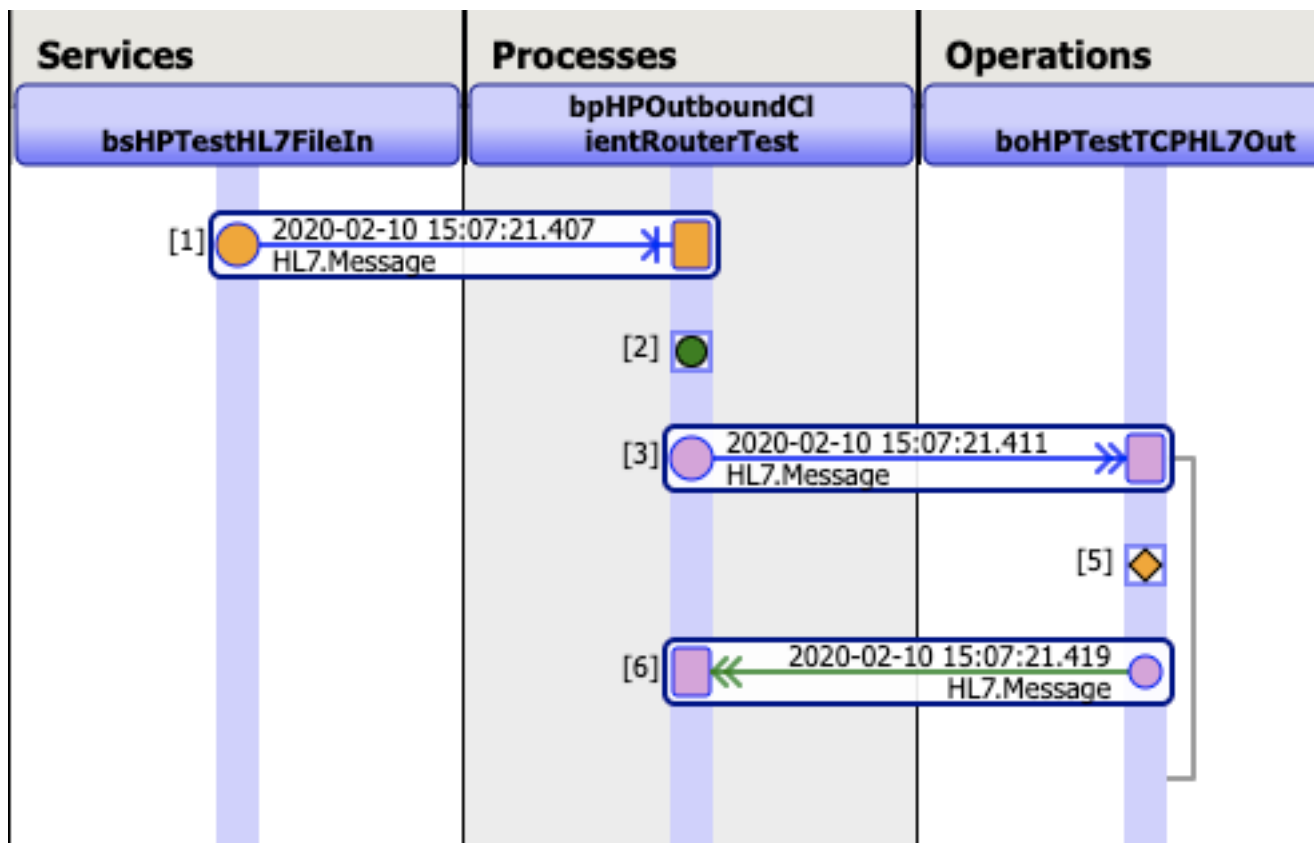 Services
Processes
Operations
bsHPTestHL7FileIn
bpHPOutboundCl
ientRouterTest
boHPTestTCPHL7Out
[1]
2020-02-10 15:07:21.407
HL7.Message
[2]
[3]
2020-02-10 15:07:21.411
HL7.Message
[5]
[6]
2020-02-10 15:07:21.419
HL7.Message